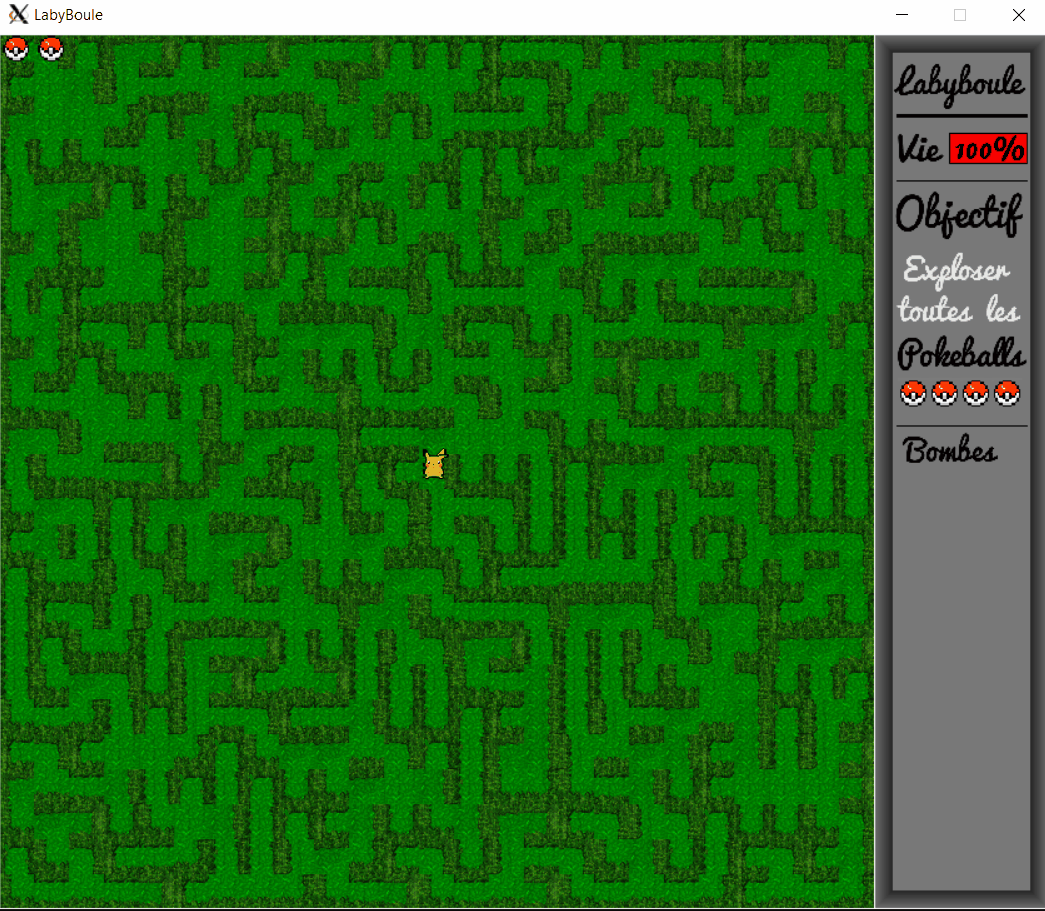 LabyBoule
Labyboule
Vie 100%
Objectif
Exploser
toutes les
Pokeballs
Bombes